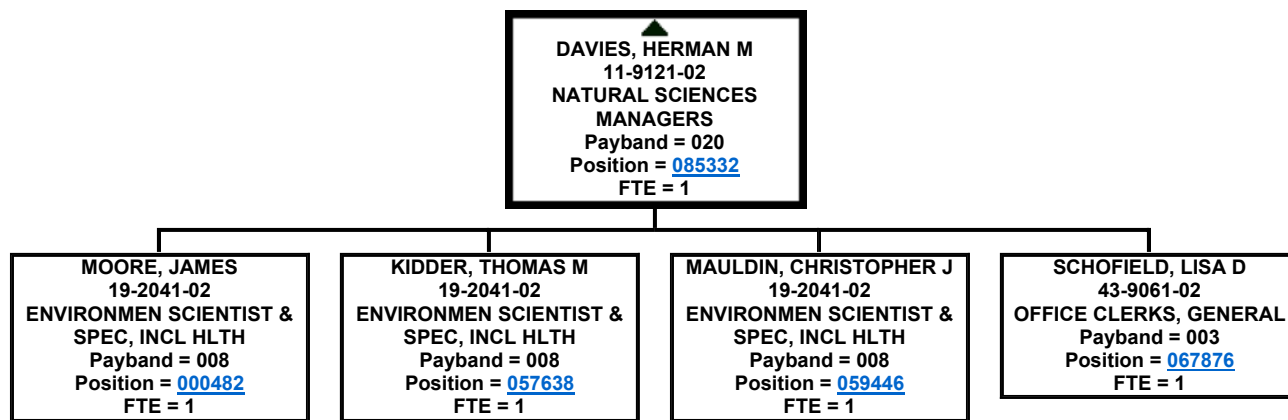 DAVIES, HERMAN M
11-9121-02
NATURAL SCIENCES
MANAGERS
Payband = 020
Position = 085332
FTE = 1
MOORE, JAMES
19-2041-02
ENVIRONMEN SCIENTIST &
SPEC, INCL HLTH
Payband = 008
Position = 000482
FTE = 1
KIDDER, THOMAS M
19-2041-02
ENVIRONMEN SCIENTIST &
SPEC, INCL HLTH
Payband = 008
Position = 057638
FTE = 1
MAULDIN, CHRISTOPHER J
19-2041-02
ENVIRONMEN SCIENTIST &
SPEC, INCL HLTH
Payband = 008
Position = 059446
FTE = 1
SCHOFIELD, LISA D
43-9061-02
OFFICE CLERKS, GENERAL
Payband = 003
Position = 067876
FTE = 1